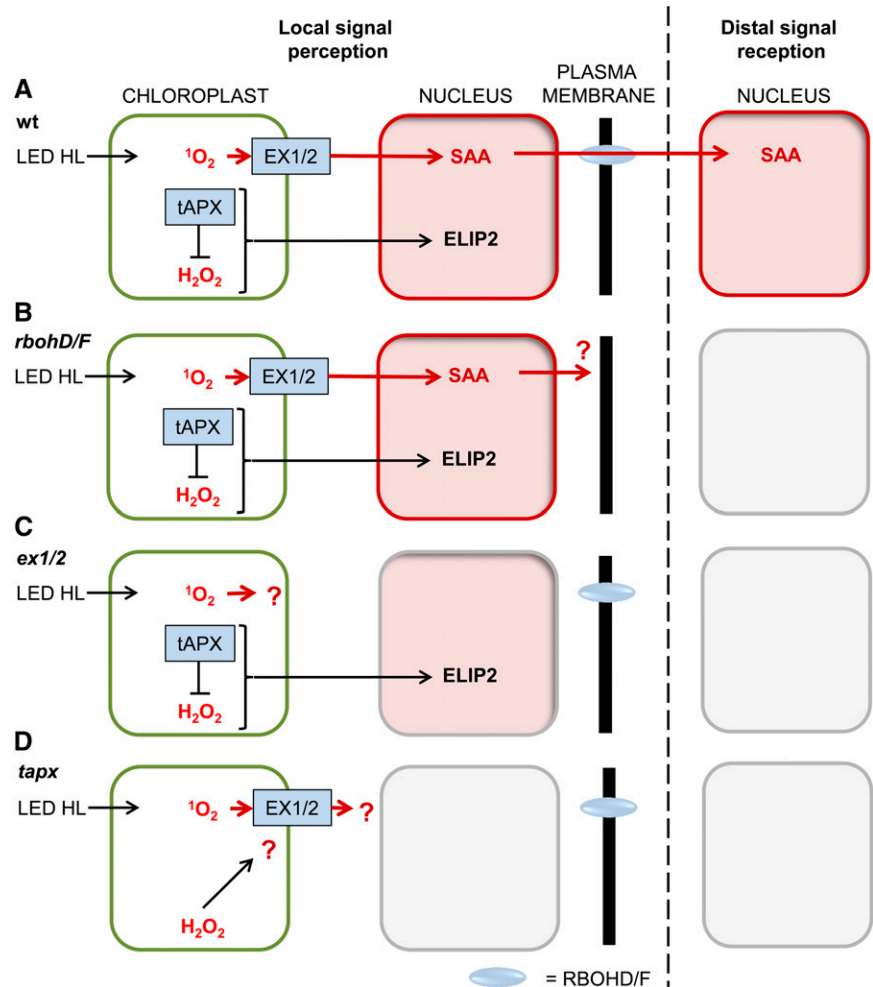 Local signal
perception
Distal signal
reception
CHLOROPLAST
NUCLEUS
PLASMA
MEMBRANE
NUCLEUS
A
wt
LED HL
¹O₂
EX1/2
SAA
SAA
tAPX
H₂O₂
ELIP2
B
rbohD/F
LED HL
¹O₂
EX1/2
SAA
?
tAPX
H₂O₂
ELIP2
C
ex1/2
LED HL
¹O₂
?
tAPX
H₂O₂
ELIP2
D
tapx
LED HL
¹O₂
EX1/2
?
?
H₂O₂
= RBOHD/F